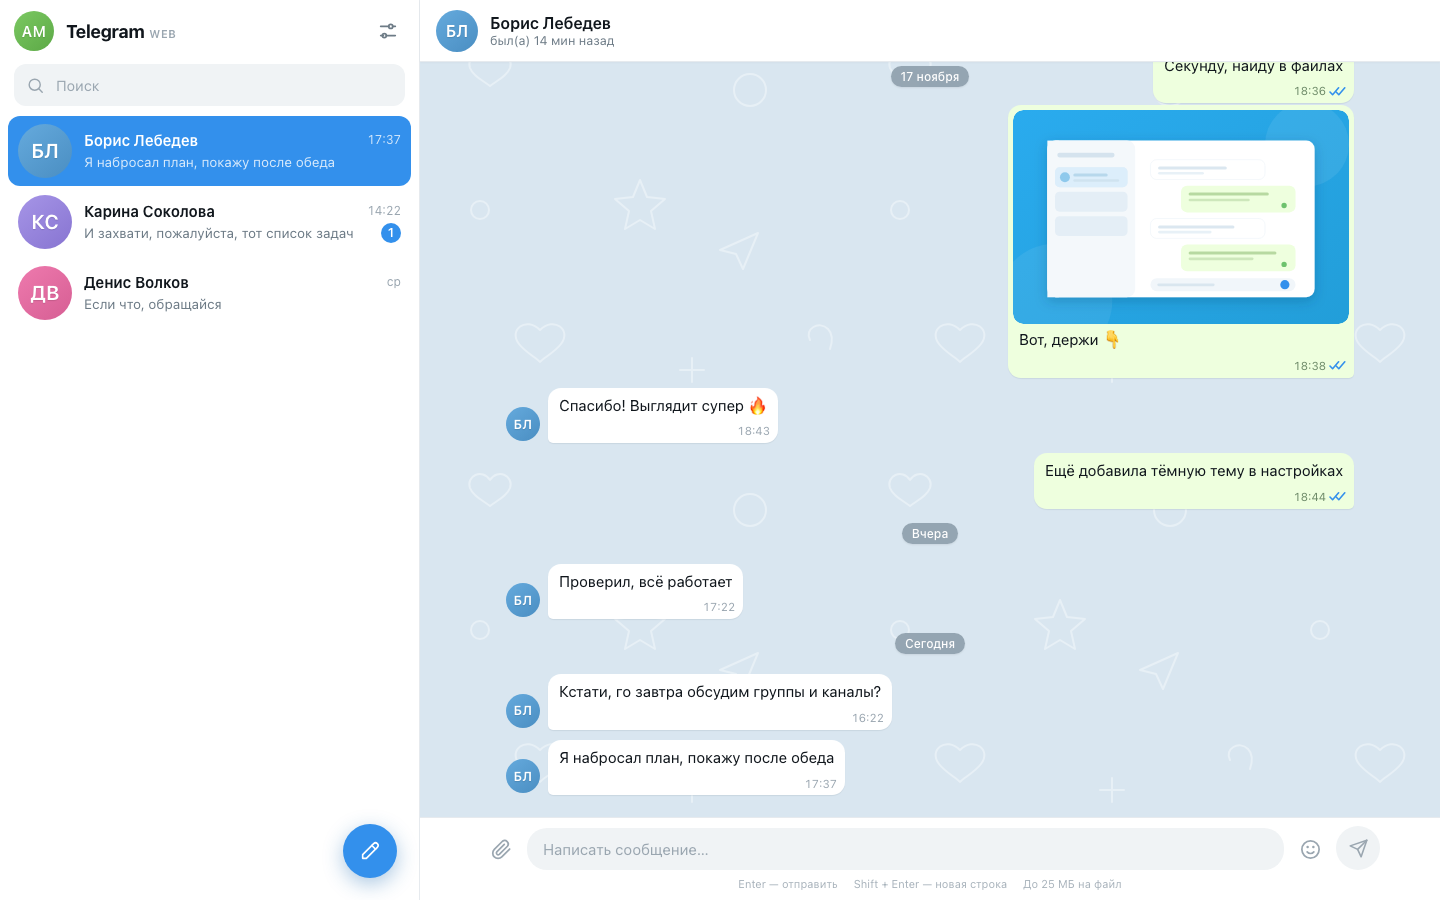 АМ
Telegram WEB
Поиск
БЛ
Борис Лебедев
17:37
Я набросал план, покажу после обеда
КС
Карина Соколова
14:22
И захвати, пожалуйста, тот список задач
1
ДВ
Денис Волков
ср
Если что, обращайся
БЛ
Борис Лебедев
был(а) 14 мин назад
17 ноября
Секунду, найду в файлах
18:36
Вот, держи 👇
18:38
Спасибо! Выглядит супер 🔥
БЛ
18:43
Ещё добавила тёмную тему в настройках
18:44
Вчера
Проверил, всё работает
БЛ
17:22
Сегодня
Кстати, го завтра обсудим группы и каналы?
БЛ
16:22
Я набросал план, покажу после обеда
БЛ
17:37
Написать сообщение...
Enter — отправить Shift + Enter — новая строка До 25 МБ на файл